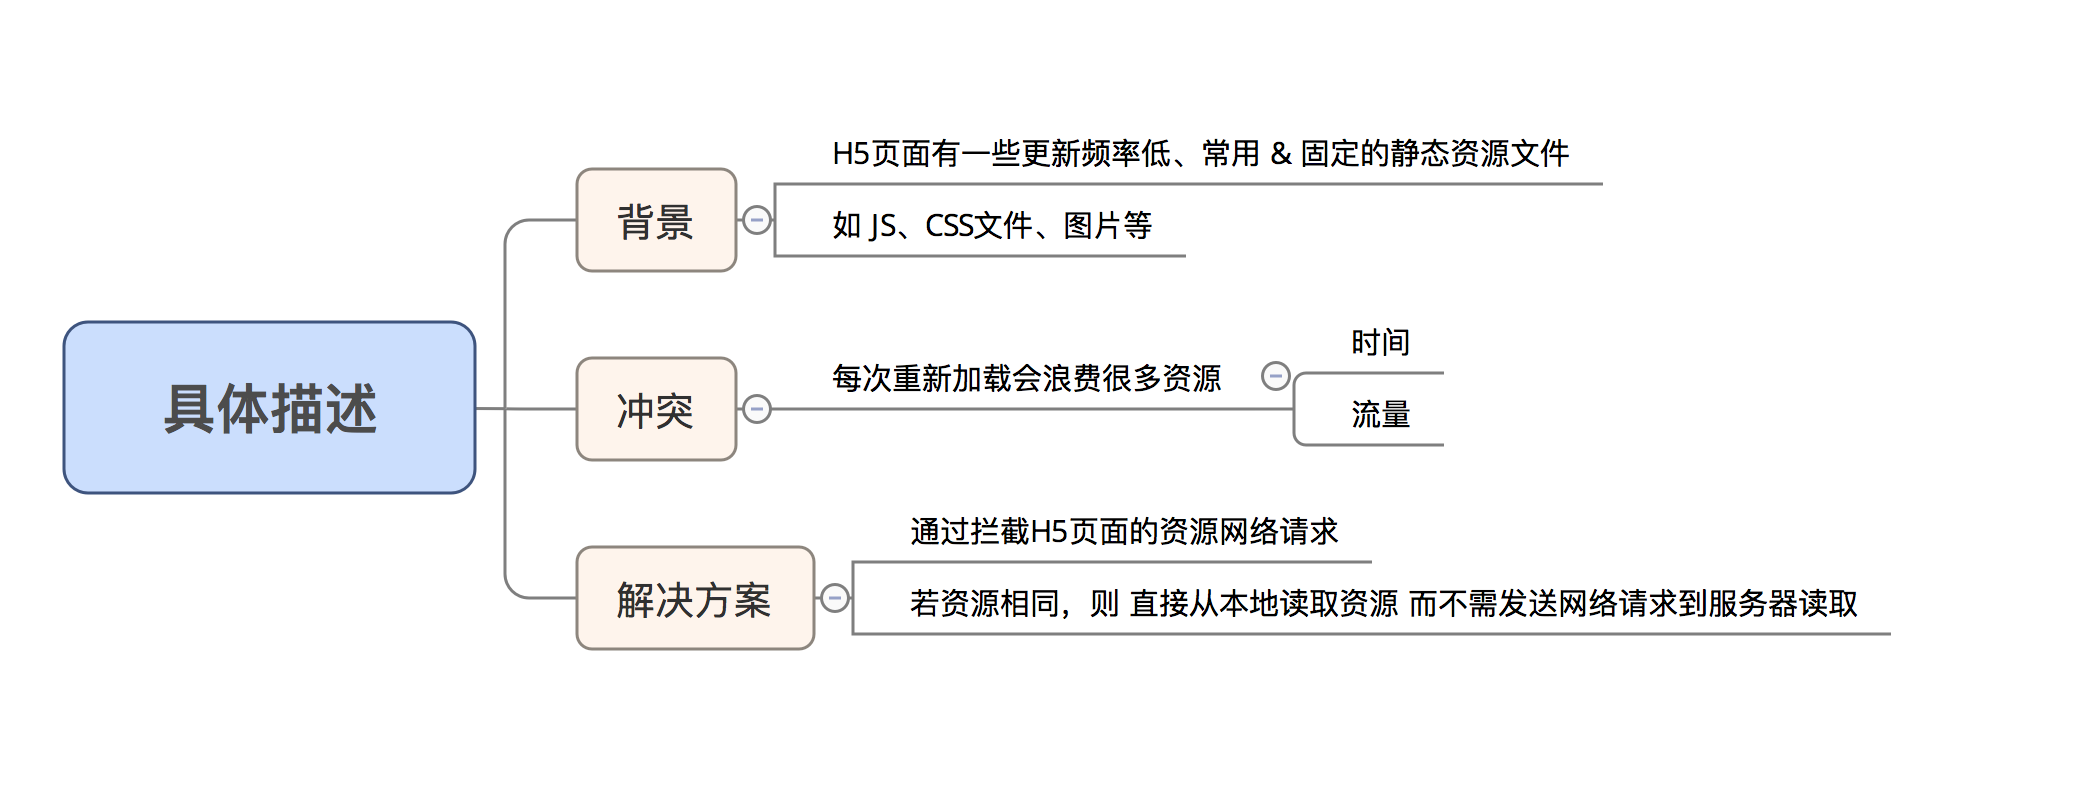 具体描述
背景
H5页面有一些更新频率低、常用 & 固定的静态资源文件
如 JS、CSS文件、图片等
冲突
每次重新加载会浪费很多资源
时间
流量
解决方案
通过拦截H5页面的资源网络请求
若资源相同，则 直接从本地读取资源 而不需发送网络请求到服务器读取